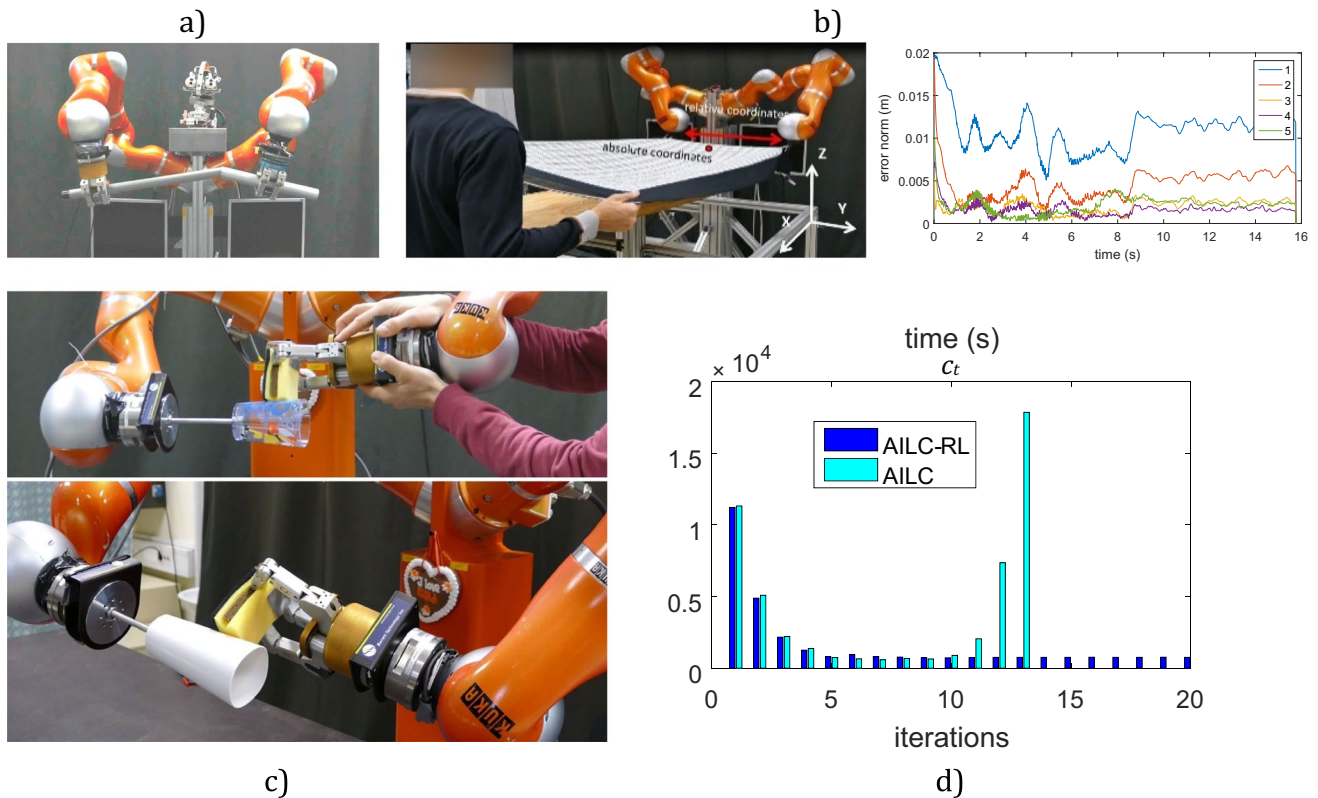 a)
b)
relative coordinates
absolute coordinates
Z
X
Y
error norm (m)
0.02
0.015
0.01
0.005
0
0 2 4 6 8 10 12 14 16
time (s)
1
2
3
4
5
KUKA
KUKA
time (s)
c_t
× 10^4
2
1.5
1
0.5
0
0 5 10 15 20
AILC-RL
AILC
iterations
c)
d)